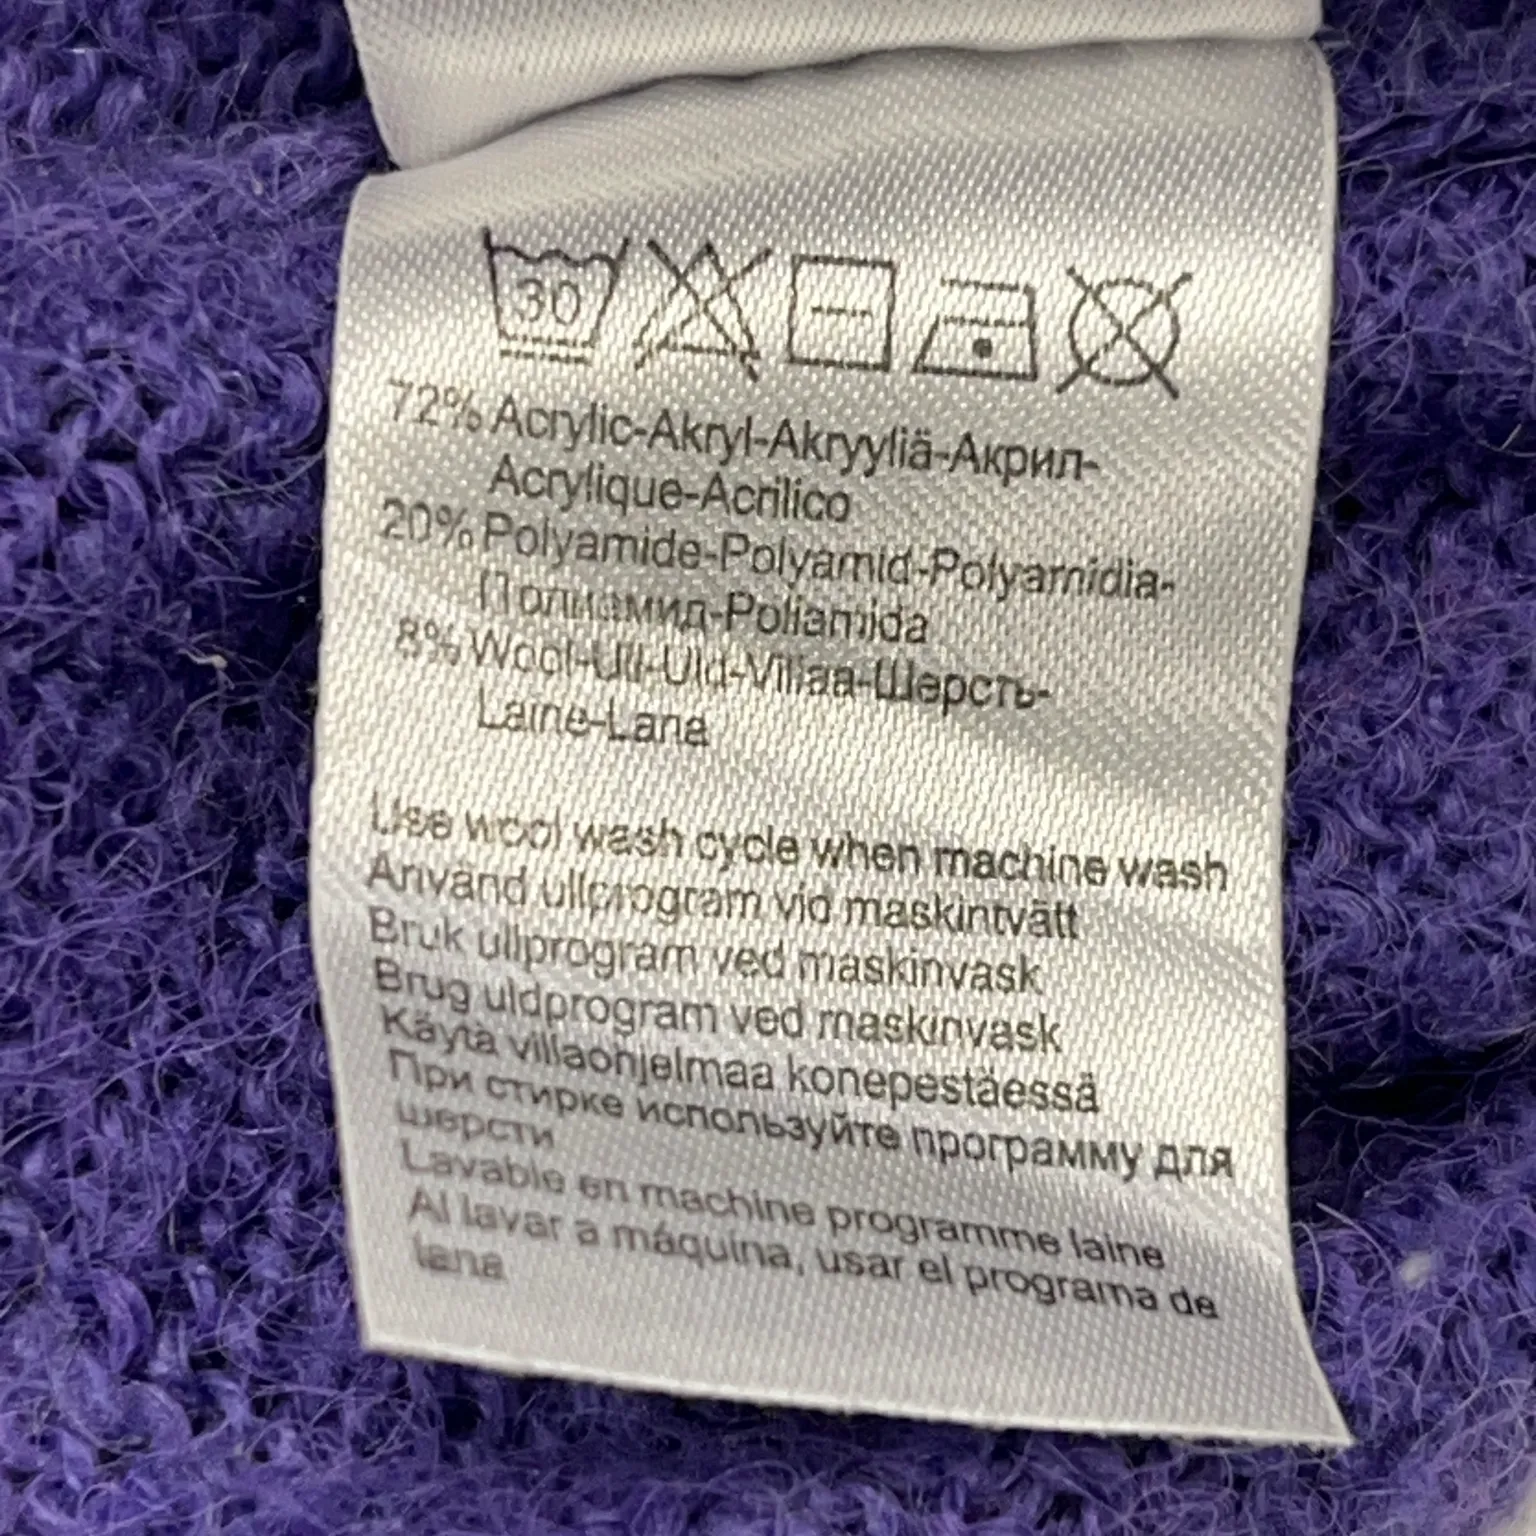 30
72% Acrylic-Akryl-Akryyliä-Акрил-
Acrylique-Acrilico
20% Polyamide-Polyamid-Polyamidia-
Полиамид-Poliamida
8% Wool-Ull-Uld-Villaa-Шерсть-
Laine-Lana
Use wool wash cycle when machine wash
Använd ullprogram vid maskintvätt
Bruk ullprogram ved maskinvask
Brug uldprogram ved maskinvask
Käytä villaohjelmaa konepestäessä
При стирке используйте программу для
шерсти
Lavable en machine programme laine
Al lavar a máquina, usar el programa de
lana